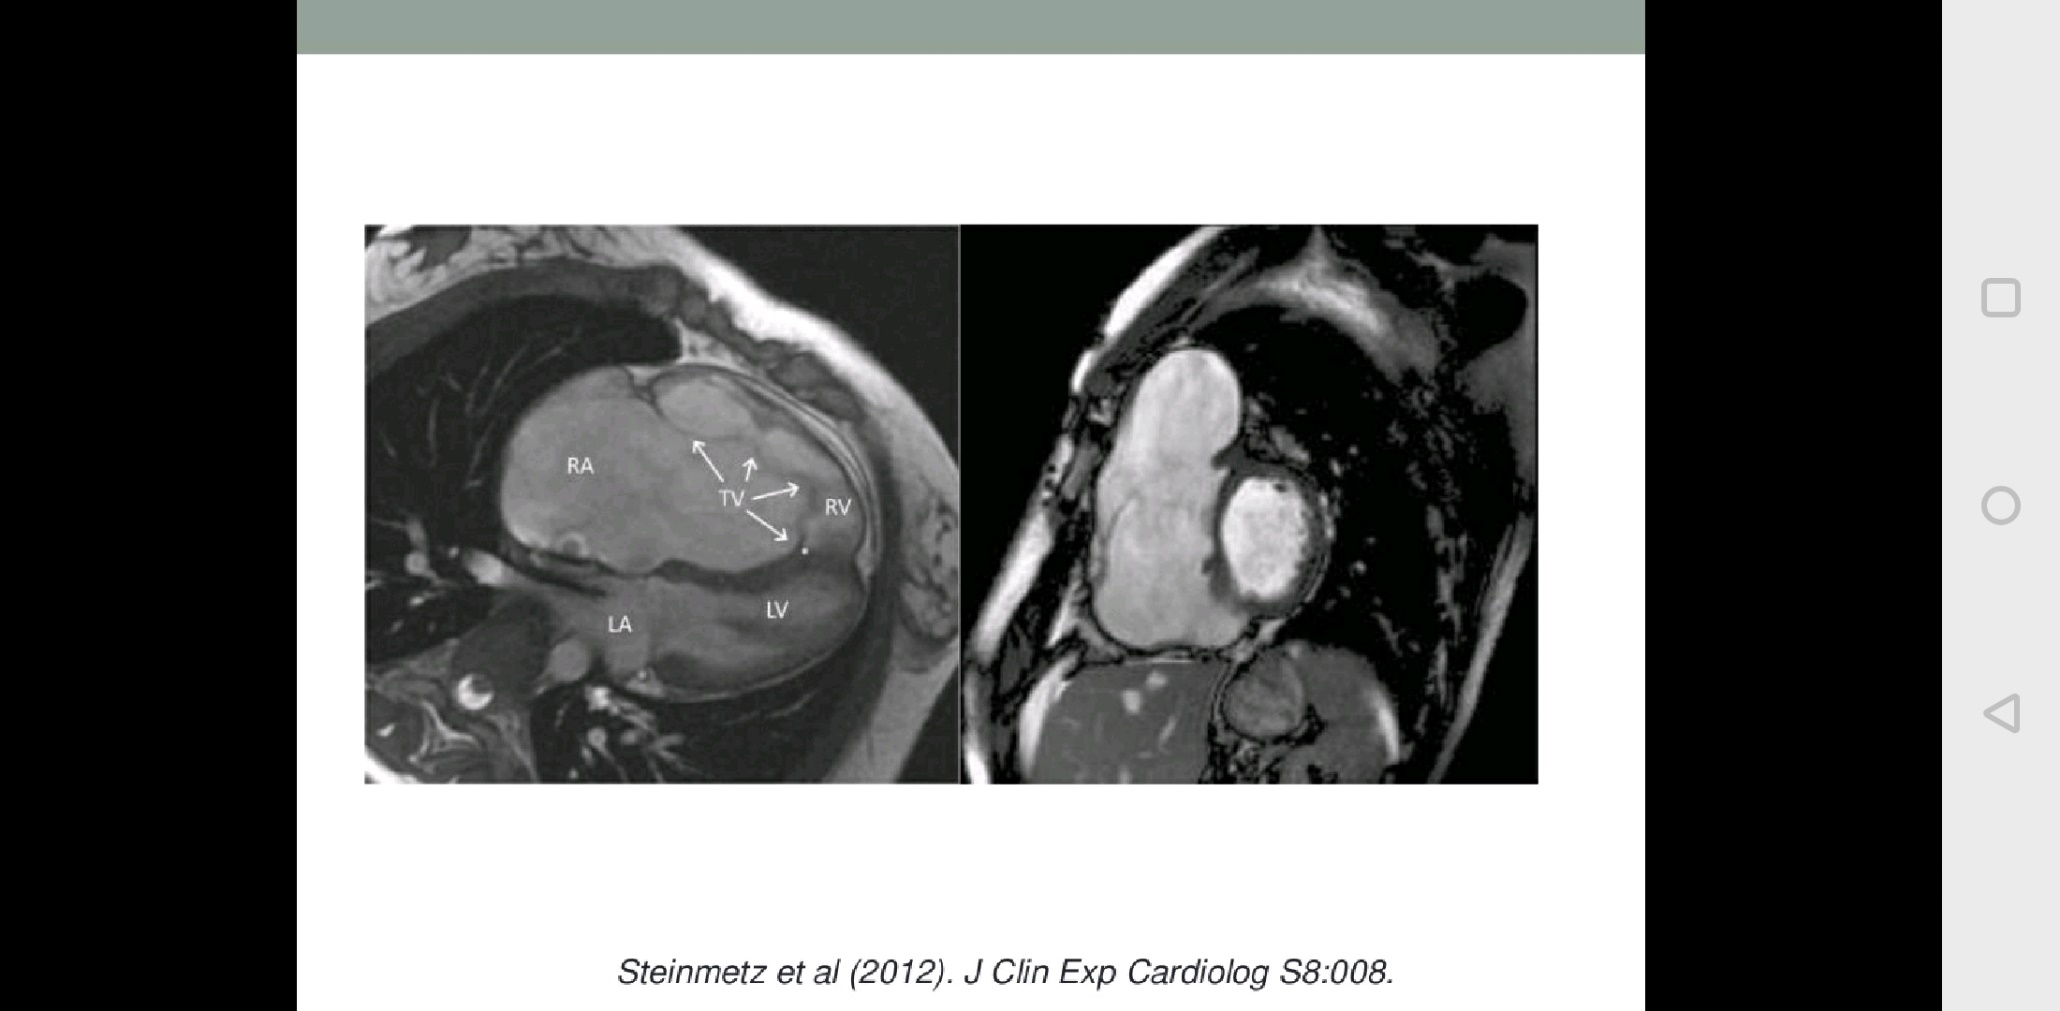 RA
TV
RV
LA
LV
Steinmetz et al (2012). J Clin Exp Cardiolog S8:008.